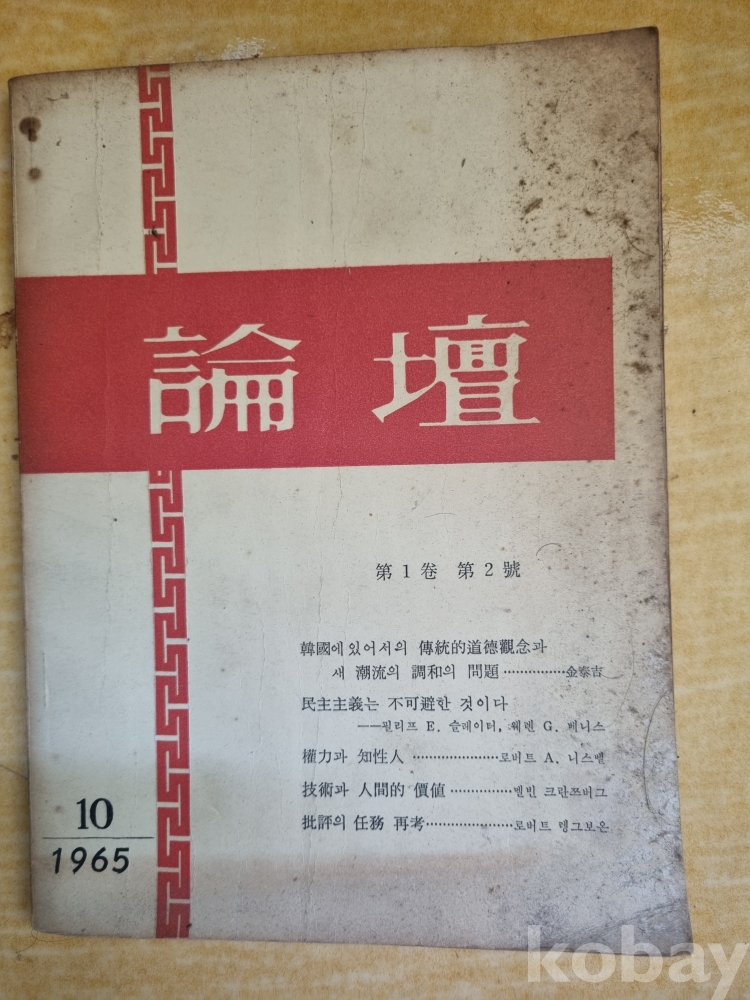 論壇
第1卷 第2號
韓國에있어서의 傳統的道德觀念과
새 潮流의 調和의 問題……………金泰吉
民主主義는 不可避한 것이다
——필리프 E. 슬레이터, 웨렌 G. 베니스
權力과 知性人……………………로버트 A. 니스벨
技術과 人間的 價値……………멜빈 크란쯔버그
批評의 任務 再考……………………로버트 랭그보온
10
1965
kobay